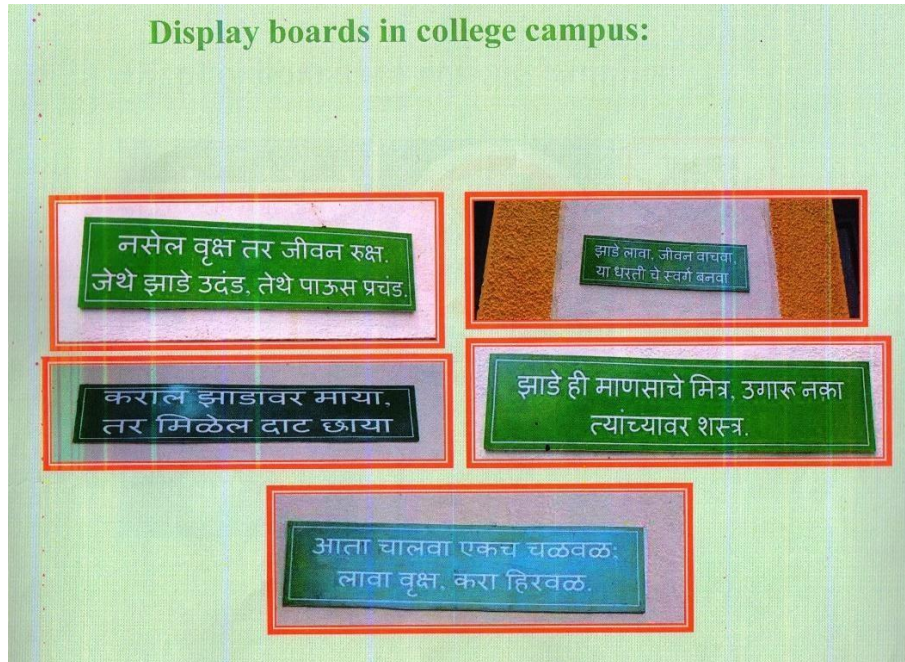 Display boards in college campus:
नसेल वृक्ष तर जीवन रुक्ष.
जेथे झाडे उदंड, तेथे पाऊस प्रचंड.
झाडे लावा, जीवन वाचवा,
या धरती चे स्वर्ग बनवा
कराल झाडावर माया,
तर मिळेल दाट छाया
झाडे ही माणसाचे मित्र, उगारू नका
त्यांच्यावर शस्त्र.
आता चालवा एकच चळवळ;
लावा वृक्ष, करा हिरवळ.